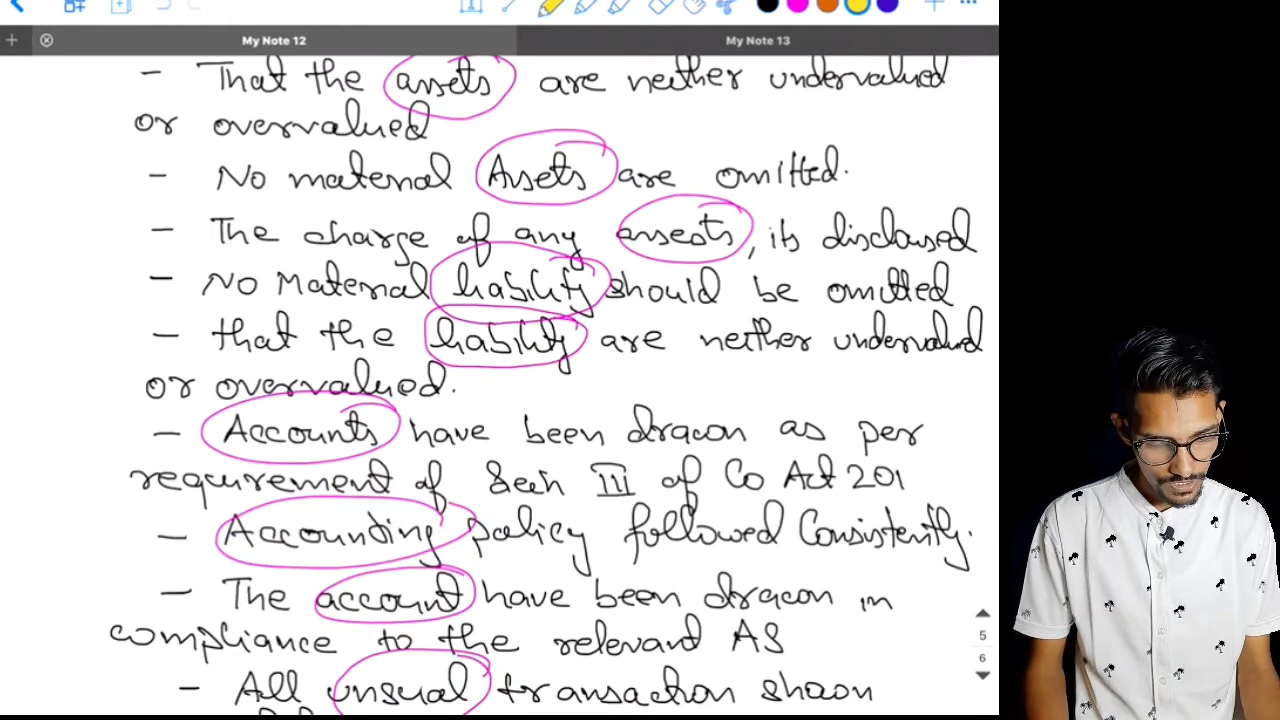 My Note 12
My Note 13
- That the assets are neither undervalued
or overvalued
- No material Assets are omitted.
- The charge of any assests, its disclosed
- No Material liability should be omitted
- that the liability are neither undervalued
or overvalued.
- Accounts have been drawn as per
requirement of III of Co Act 201
- Accounting policy followed Consistently.
- The account have been drawn in
compliance to the relevant AS
5
6
- All unsual transaction shown